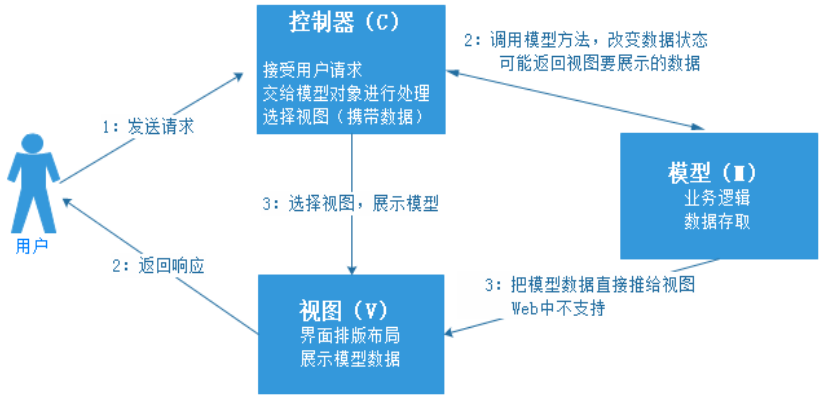 控制器（C）
接受用户请求
交给模型对象进行处理
选择视图（携带数据）
2: 调用模型方法，改变数据状态
可能返回视图要展示的数据
1: 发送请求
模型（M）
业务逻辑
数据存取
用户
3: 选择视图，展示模型
2: 返回响应
3: 把模型数据直接推给视图
Web中不支持
视图（V）
界面排版布局
展示模型数据